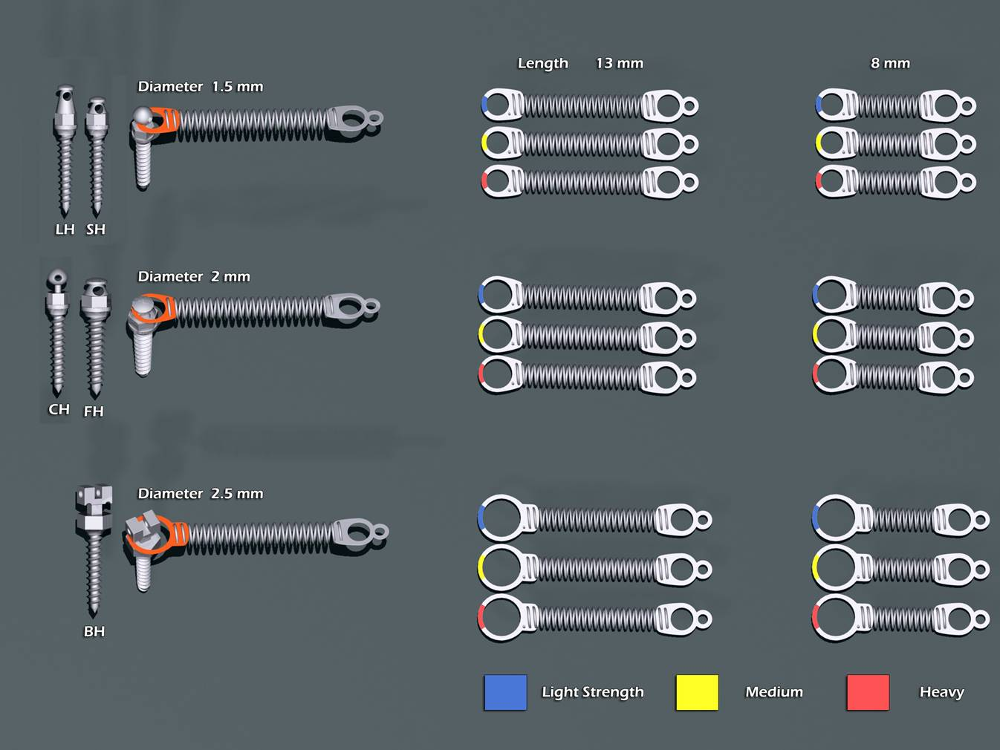 Length 13 mm 8 mm
Diameter 1.5 mm
LH SH
Diameter 2 mm
CH FH
Diameter 2.5 mm
BH
Light Strength Medium Heavy